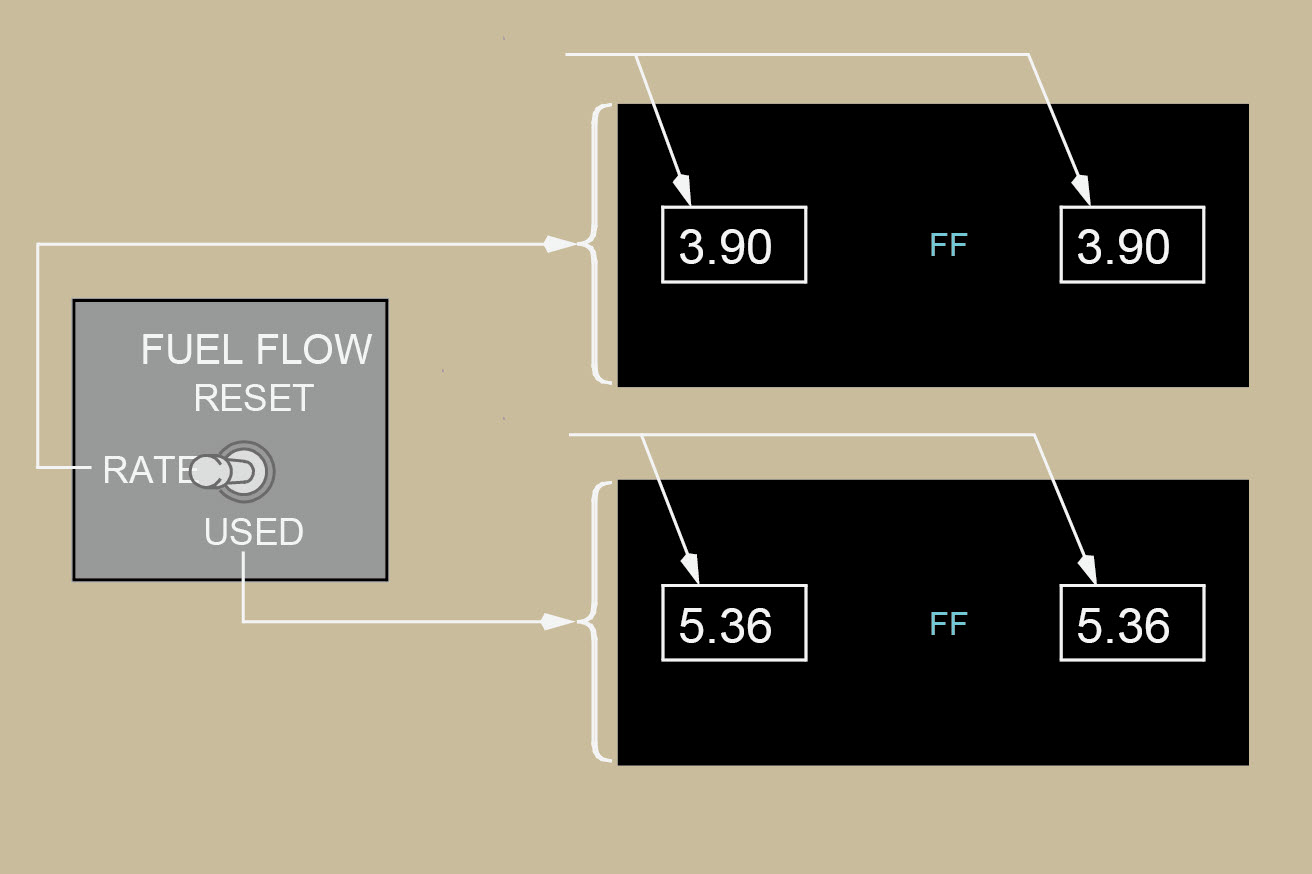 3.90 FF 3.90
FUEL FLOW
RESET
RATE
USED
5.36 FF 5.36